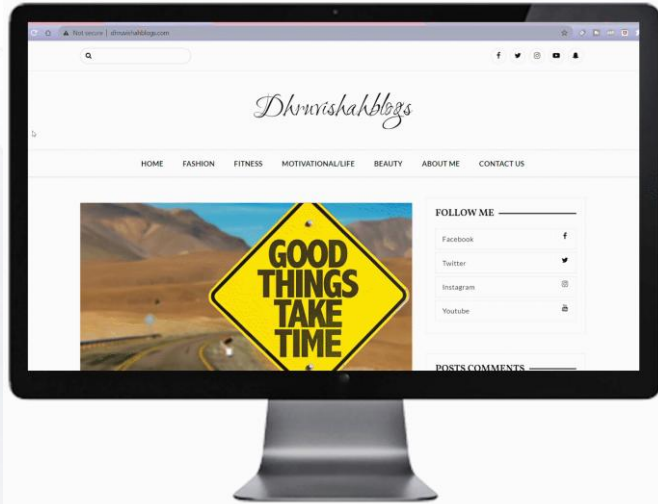 Not secure | dhruvishahblogs.com
Dhruvishahblogs
HOME FASHION FITNESS MOTIVATIONAL/LIFE BEAUTY ABOUT ME CONTACT US
GOOD
THINGS
TAKE
TIME
FOLLOW ME
Facebook
Twitter
Instagram
Youtube
POSTS COMMENTS